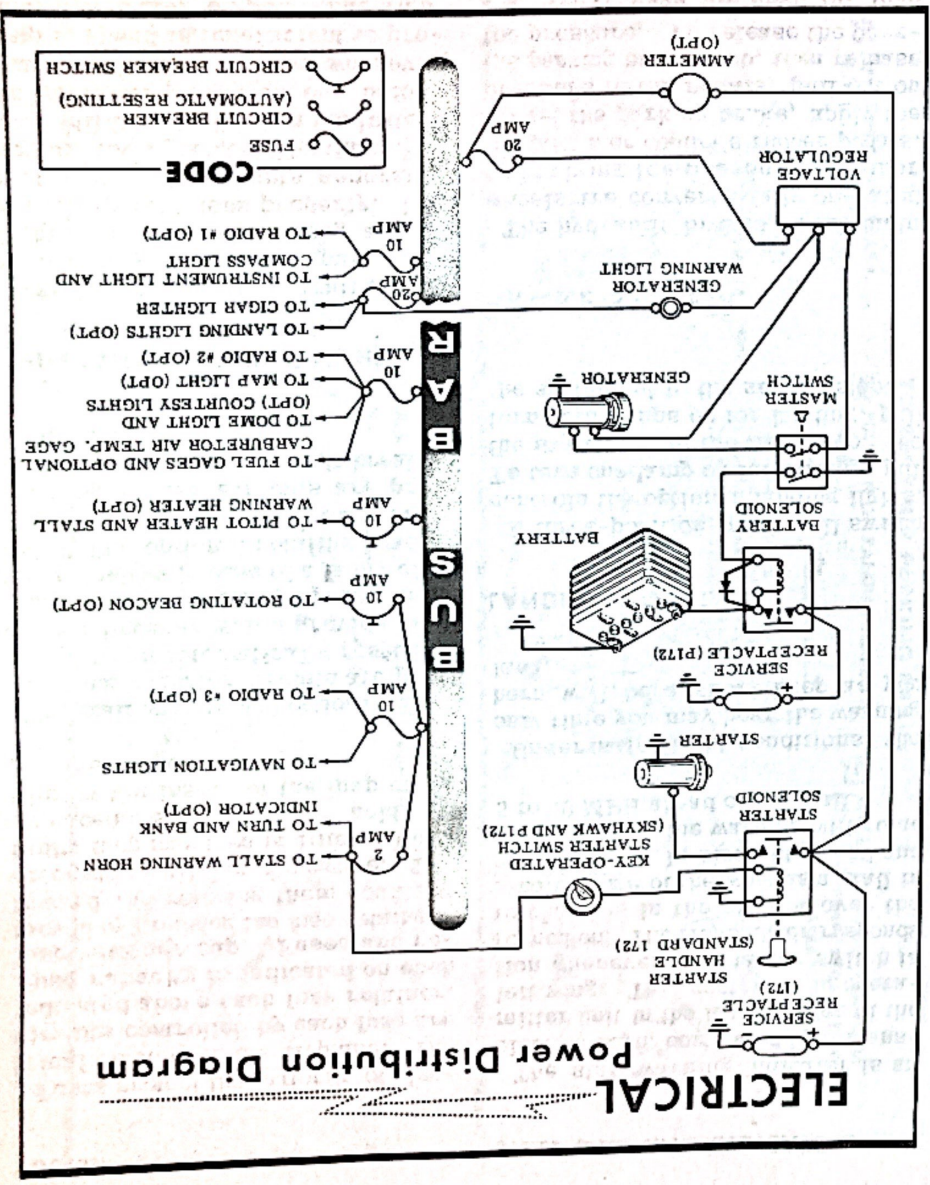 ELECTRICAL
Power Distribution Diagram
SERVICE
RECEPTACLE
(172)
+
STARTER
HANDLE
(STANDARD 172)
KEY-OPERATED
STARTER SWITCH
(SKYHAWK AND P172)
STARTER
SOLENOID
STARTER
+
-
SERVICE
RECEPTACLE (P172)
BATTERY
BATTERY
SOLENOID
MASTER
SWITCH
GENERATOR
GENERATOR
WARNING LIGHT
VOLTAGE
REGULATOR
AMMETER
(OPT)
20
AMP
BUS BAR
2
AMP
TO STALL WARNING HORN
TO TURN AND BANK
INDICATOR (OPT)
TO NAVIGATION LIGHTS
10
AMP
TO RADIO #3 (OPT)
10
AMP
TO ROTATING BEACON (OPT)
10
AMP
TO PITOT HEATER AND STALL
WARNING HEATER (OPT)
TO FUEL GAGES AND OPTIONAL
CARBURETOR AIR TEMP. GAGE
TO DOME LIGHT AND
(OPT) COURTESY LIGHTS
TO MAP LIGHT (OPT)
TO RADIO #2 (OPT)
10
AMP
TO LANDING LIGHTS (OPT)
TO CIGAR LIGHTER
20
AMP
TO INSTRUMENT LIGHT AND
COMPASS LIGHT
TO RADIO #1 (OPT)
10
AMP
CODE
FUSE
CIRCUIT BREAKER
(AUTOMATIC RESETTING)
CIRCUIT BREAKER SWITCH